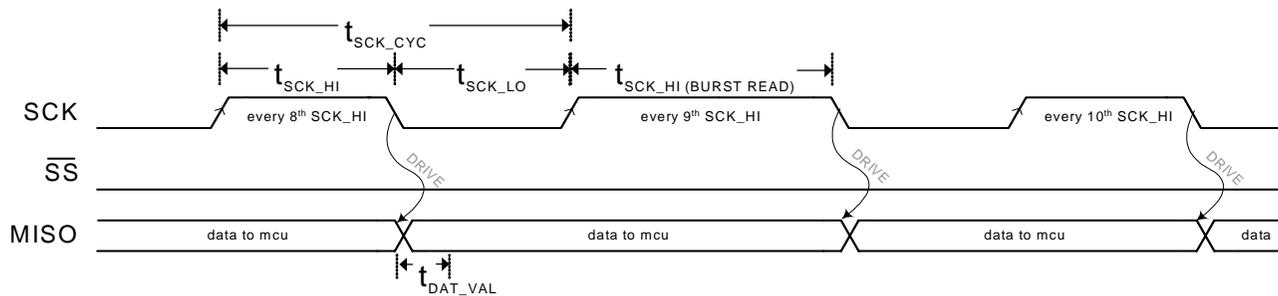 tSCK_CYC
tSCK_HI
tSCK_LO
tSCK_HI (BURST READ)
SCK
every 8th SCK_HI
every 9th SCK_HI
every 10th SCK_HI
SS
DRIVE
DRIVE
DRIVE
MISO
data to mcu
data to mcu
data to mcu
data
tDAT_VAL